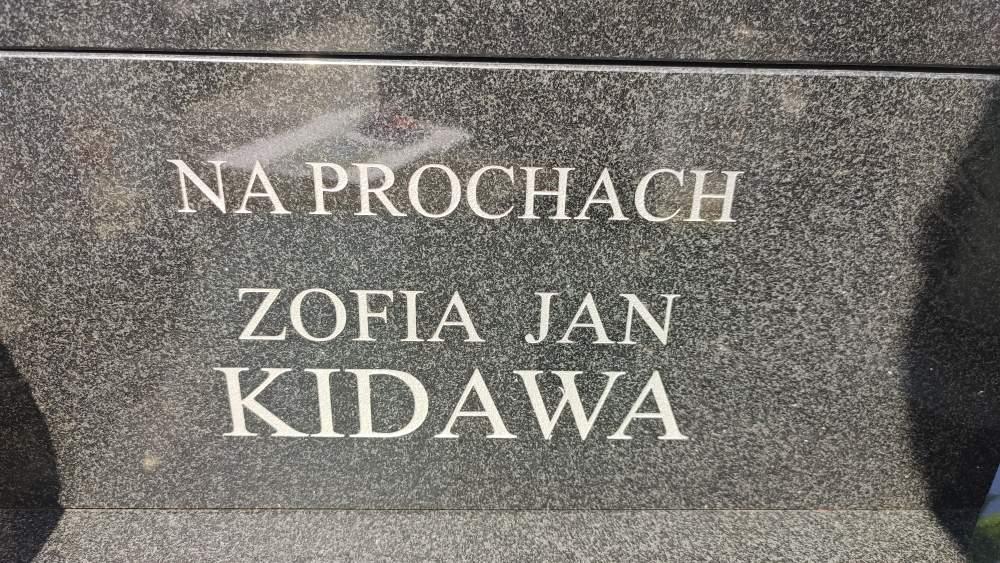 NA PROCHACH
ZOFIA JAN
KIDAWA